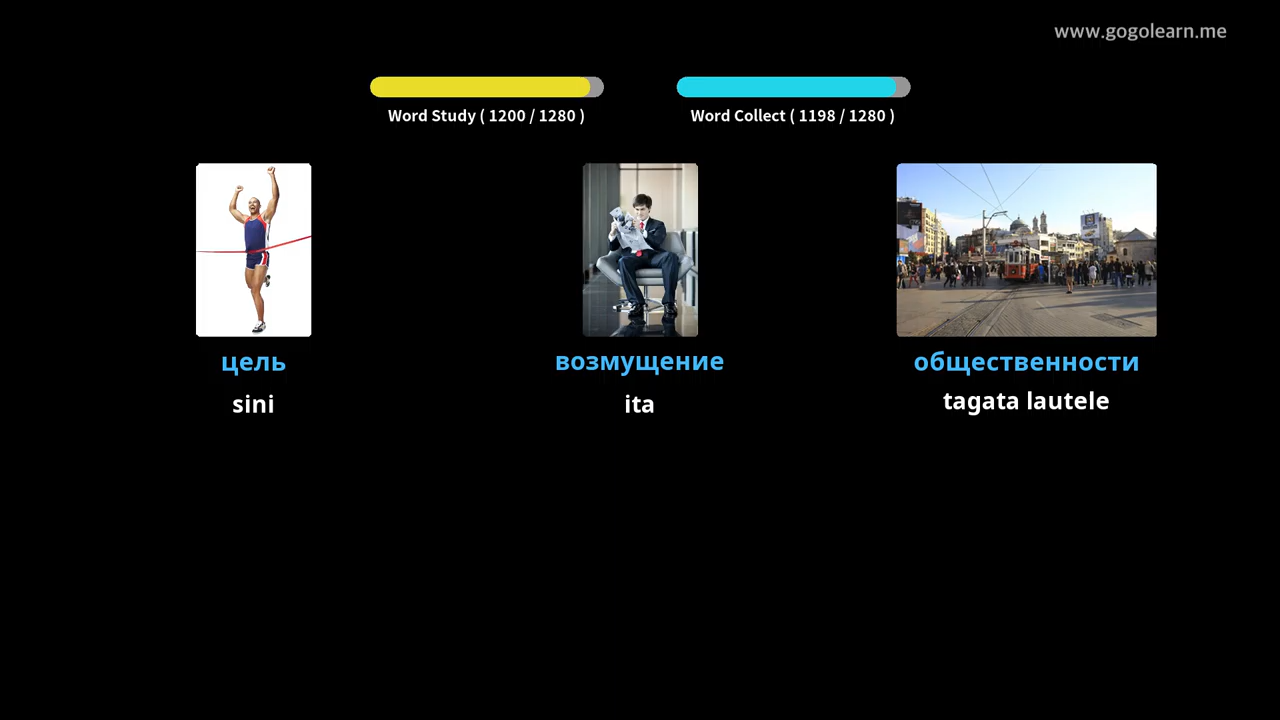 www.gogolearn.me
Word Study ( 1200 / 1280 )
Word Collect ( 1198 / 1280 )
цель
возмущение
общественности
sini
ita
tagata lautele